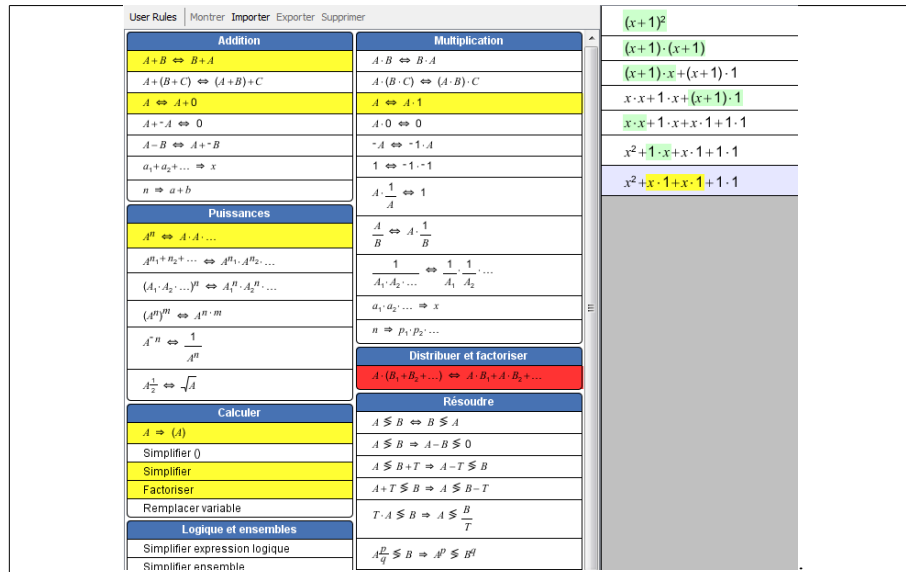 User Rules Montrer Importer Exporter Supprimer
Addition
A+B ⇔ B+A
A+(B+C) ⇔ (A+B)+C
A ⇔ A+0
A+⁻A ⇔ 0
A−B ⇔ A+⁻B
a₁+a₂+… ⇒ x
n ⇒ a+b
Puissances
Aⁿ ⇔ A·A·…
A^(n₁+n₂+…) ⇔ A^n₁·A^n₂·…
(A₁·A₂·…)ⁿ ⇔ A₁ⁿ·A₂ⁿ·…
(Aⁿ)ᵐ ⇔ A^(n·m)
A⁻ⁿ ⇔ 1/Aⁿ
A^(1/2) ⇔ √A
Calculer
A ⇒ (A)
Simplifier ()
Simplifier
Factoriser
Remplacer variable
Logique et ensembles
Simplifier expression logique
Simplifier ensemble
Multiplication
A·B ⇔ B·A
A·(B·C) ⇔ (A·B)·C
A ⇔ A·1
A·0 ⇔ 0
⁻A ⇔ ⁻1·A
1 ⇔ ⁻1·⁻1
A·1/A ⇔ 1
A/B ⇔ A·1/B
1/(A₁·A₂·…) ⇔ 1/A₁·1/A₂·…
a₁·a₂·… ⇒ x
n ⇒ p₁·p₂·…
Distribuer et factoriser
A·(B₁+B₂+…) ⇔ A·B₁+A·B₂+…
Résoudre
A ≶ B ⇔ B ≶ A
A ≶ B ⇒ A−B ≶ 0
A ≶ B+T ⇒ A−T ≶ B
A+T ≶ B ⇒ A ≶ B−T
T·A ≶ B ⇒ A ≶ B/T
A^(p/q) ≶ B ⇒ A^p ≶ B^q
(x+1)²
(x+1)·(x+1)
(x+1)·x+(x+1)·1
x·x+1·x+(x+1)·1
x·x+1·x+x·1+1·1
x²+1·x+x·1+1·1
x²+x·1+x·1+1·1